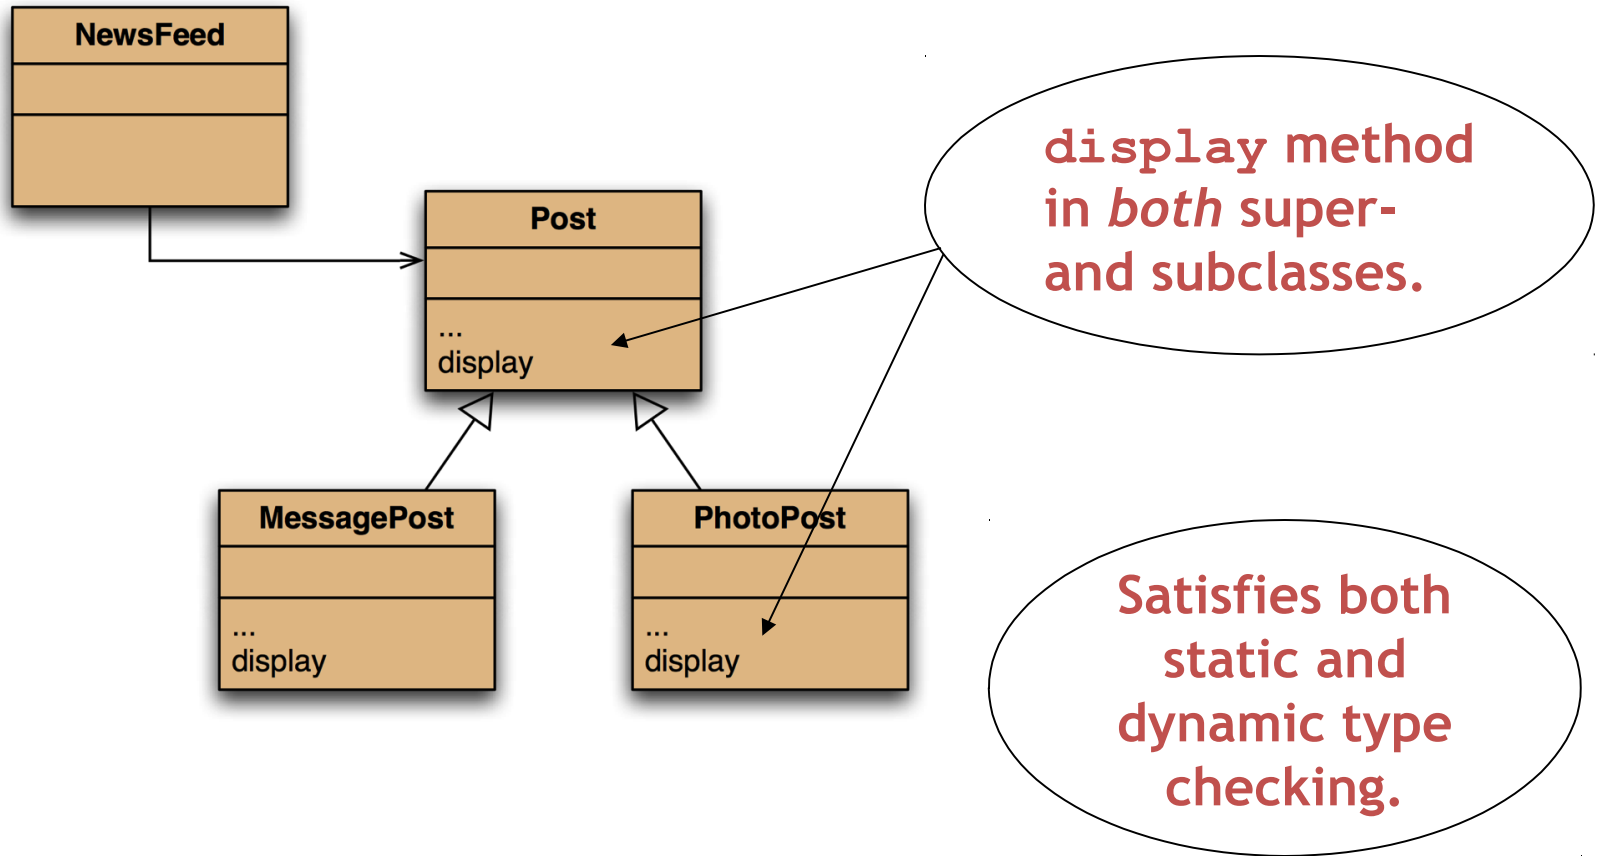 NewsFeed
Post
...
display
MessagePost
...
display
PhotoPost
...
display
display method
in both super-
and subclasses.
Satisfies both
static and
dynamic type
checking.